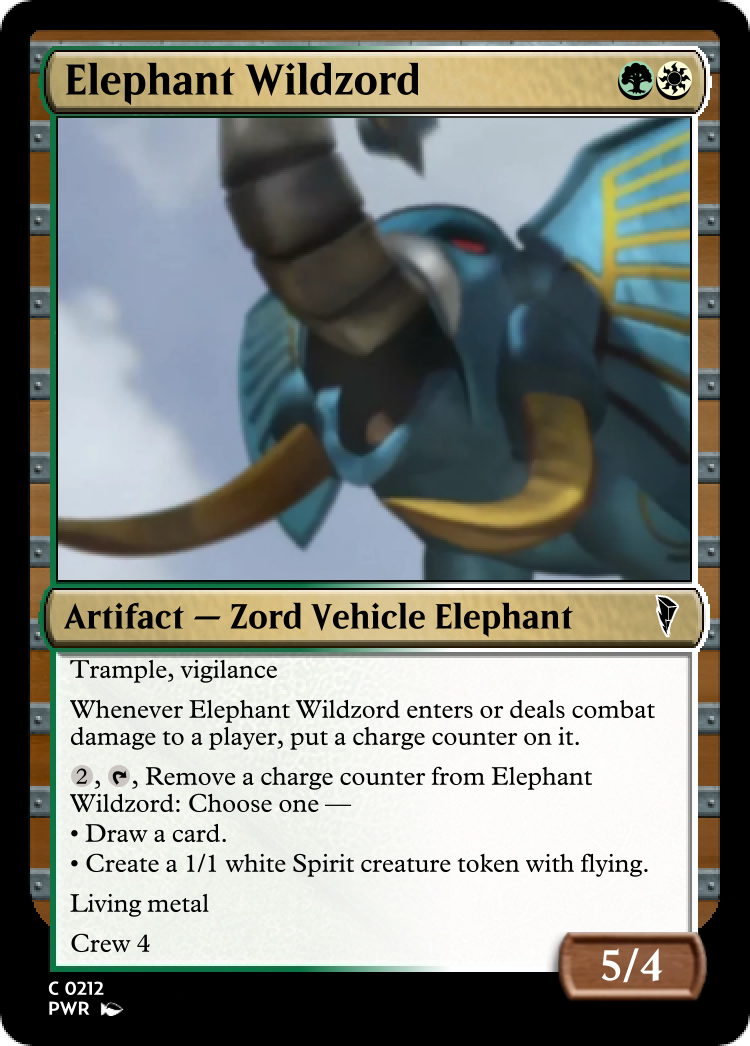 Elephant Wildzord
Artifact — Zord Vehicle Elephant
Trample, vigilance
Whenever Elephant Wildzord enters or deals combat
damage to a player, put a charge counter on it.
2, , Remove a charge counter from Elephant
Wildzord: Choose one —
• Draw a card.
• Create a 1/1 white Spirit creature token with flying.
Living metal
Crew 4
5/4
C 0212
PWR